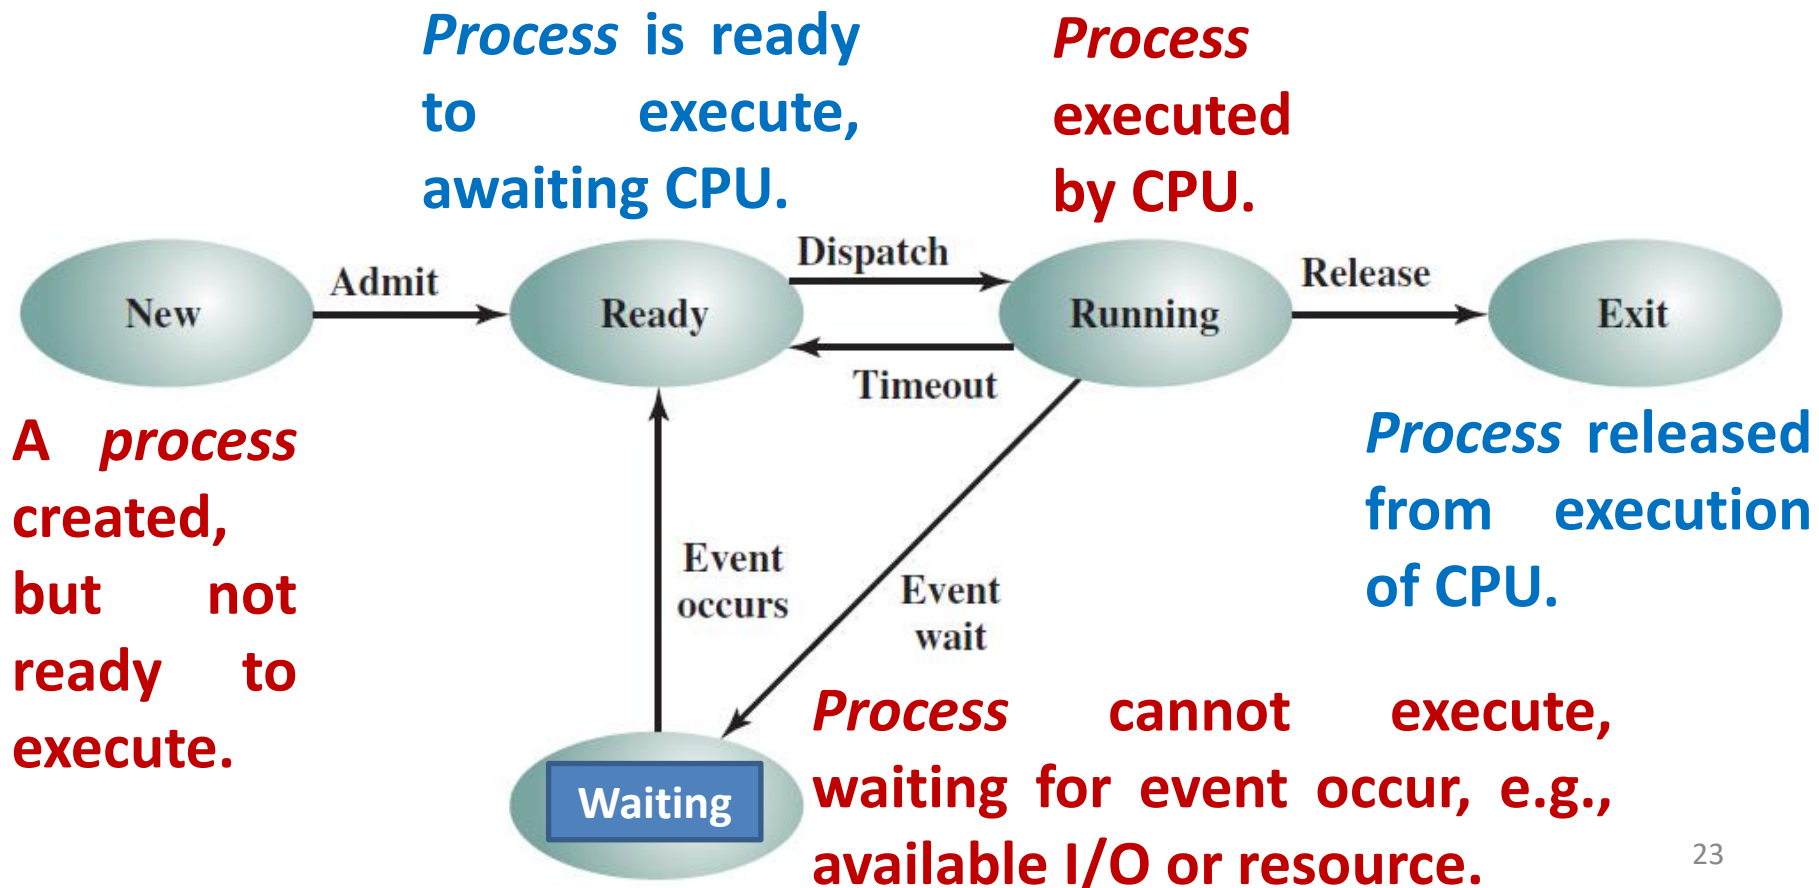 Process is ready
to execute,
awaiting CPU.
Process
executed
by CPU.
New
Admit
Ready
Dispatch
Timeout
Running
Release
Exit
A process
created,
but not
ready to
execute.
Event
occurs
Event
wait
Process released
from execution
of CPU.
Waiting
Process cannot execute,
waiting for event occur, e.g.,
available I/O or resource.
23